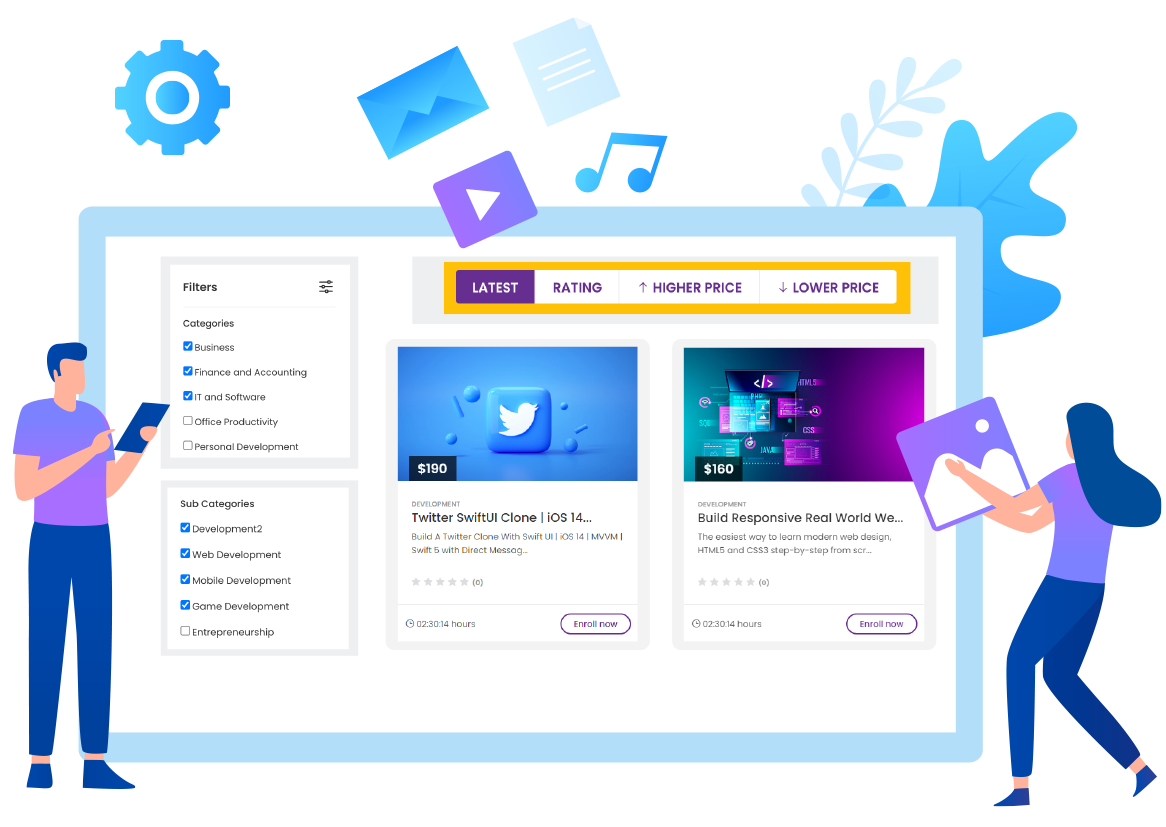 Filters
Categories
Business
Finance and Accounting
IT and Software
Office Productivity
Personal Development
Sub Categories
Development2
Web Development
Mobile Development
Game Development
Entrepreneurship
LATEST RATING ↑ HIGHER PRICE ↓ LOWER PRICE
$190
DEVELOPMENT
Twitter SwiftUI Clone | iOS 14...
Build A Twitter Clone With Swift UI | iOS 14 | MVVM |
Swift 5 with Direct Messag...
(0)
02:30:14 hours
Enroll now
</> 
HTML5
PHP
CSS
JAVA
$160
DEVELOPMENT
Build Responsive Real World We...
The easiest way to learn modern web design,
HTML5 and CSS3 step-by-step from scr...
(0)
02:30:14 hours
Enroll now